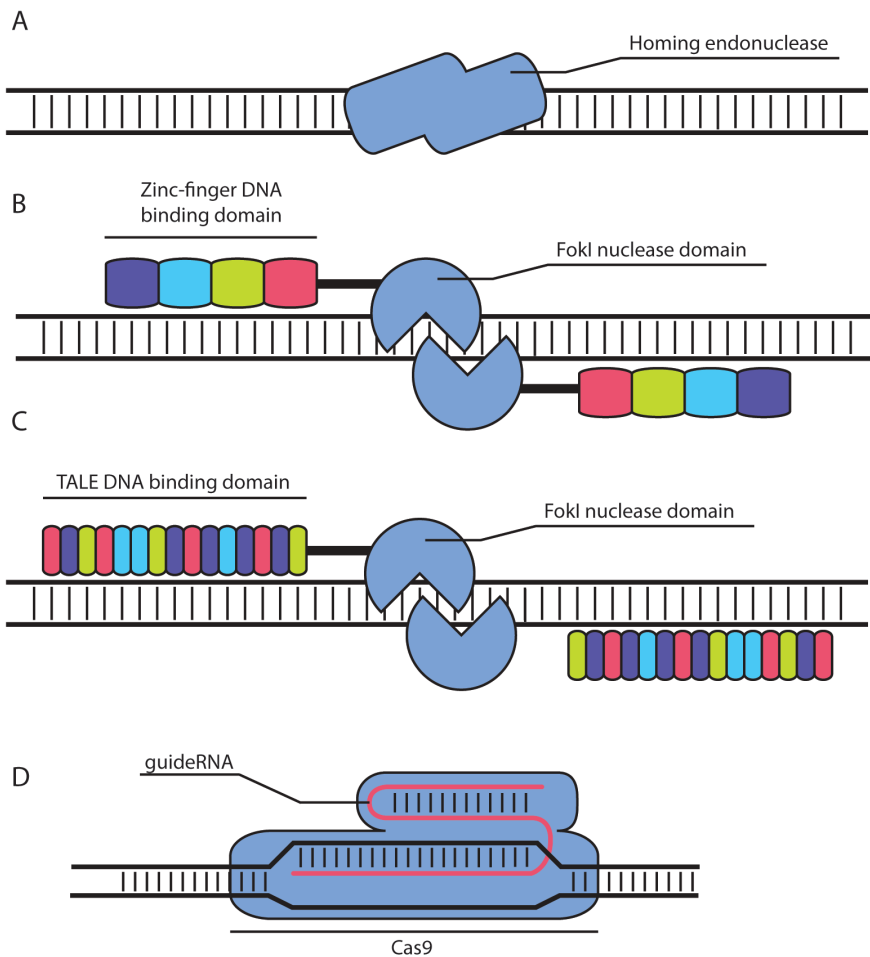 A
Homing endonuclease
B
Zinc-finger DNA
binding domain
FokI nuclease domain
C
TALE DNA binding domain
FokI nuclease domain
D
guideRNA
Cas9